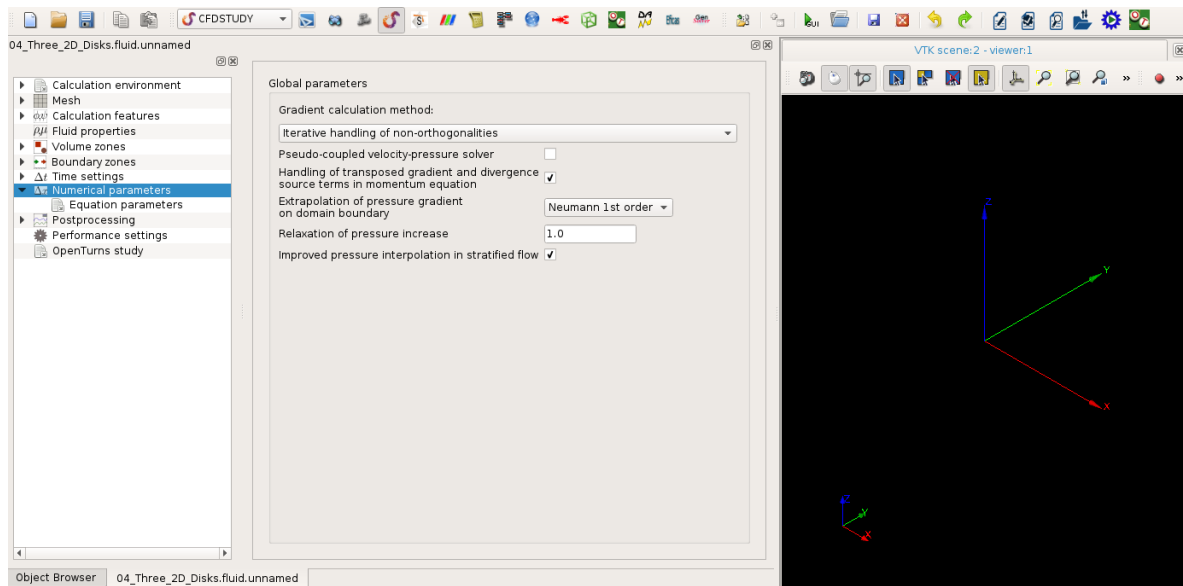 CFDSTUDY
GUI
04_Three_2D_Disks.fluid.unnamed
VTK scene:2 - viewer:1
Calculation environment
Mesh
Calculation features
Fluid properties
Volume zones
Boundary zones
Δt Time settings
Numerical parameters
Equation parameters
Postprocessing
Performance settings
OpenTurns study
Global parameters
Gradient calculation method:
Iterative handling of non-orthogonalities
Pseudo-coupled velocity-pressure solver
Handling of transposed gradient and divergence
source terms in momentum equation
Extrapolation of pressure gradient
on domain boundary
Neumann 1st order
Relaxation of pressure increase
1.0
Improved pressure interpolation in stratified flow
»
»
Z
Y
X
Z
Y
X
Object Browser
04_Three_2D_Disks.fluid.unnamed